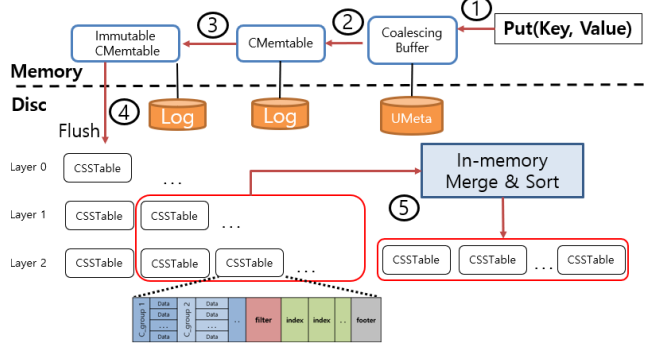 ①
Put(Key, Value)
②
Coalescing
Buffer
③
CMemtable
Immutable
CMemtable
Memory
Disc
④
Flush
Log
Log
UMeta
Layer 0
CSSTable
...
In-memory
Merge & Sort
⑤
Layer 1
CSSTable
CSSTable
...
Layer 2
CSSTable
CSSTable
CSSTable
...
CSSTable
CSSTable
...
CSSTable
C_group 1
Data
Data
...
Data
C_group 2
Data
Data
...
Data
. .
filter
index
index
. .
footer